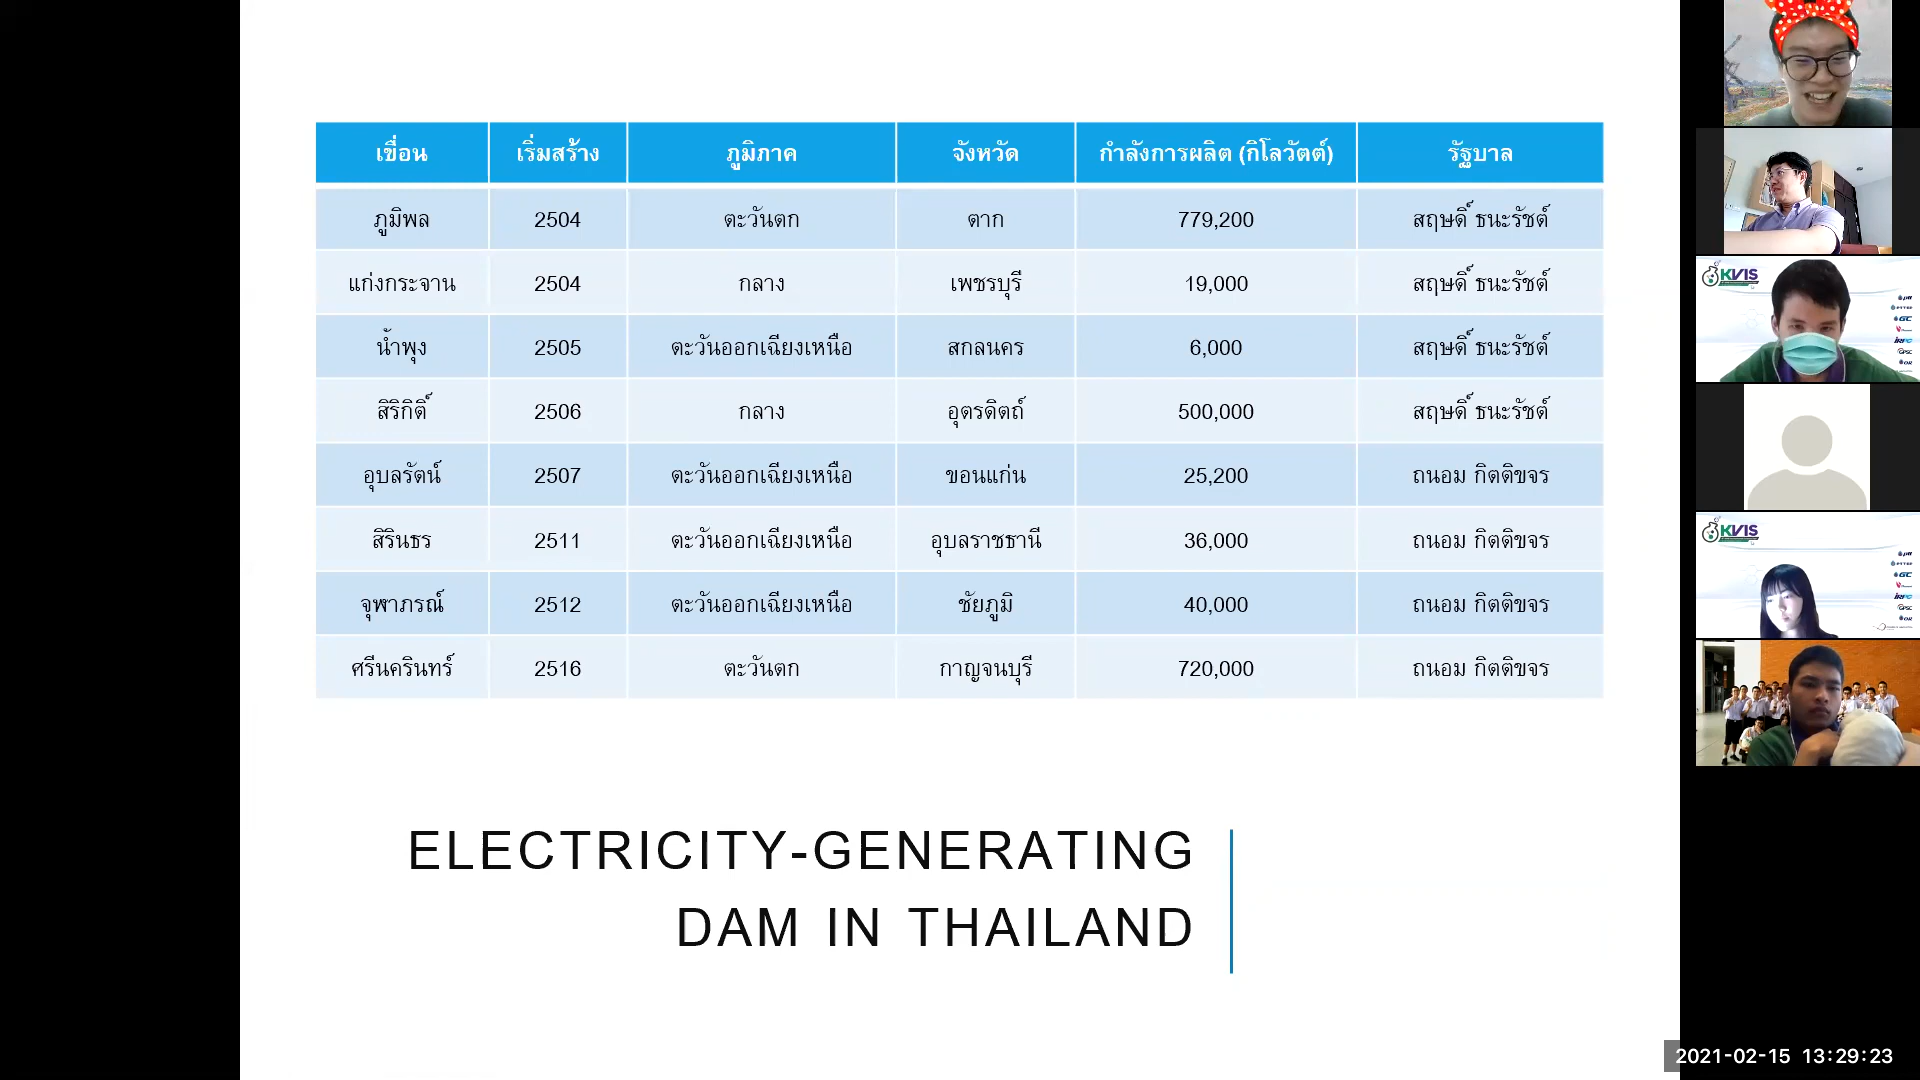 เขื่อน เริ่มสร้าง ภูมิภาค จังหวัด กำลังการผลิต (กิโลวัตต์) รัฐบาล
ภูมิพล 2504 ตะวันตก ตาก 779,200 สฤษดิ์ ธนะรัชต์
แก่งกระจาน 2504 กลาง เพชรบุรี 19,000 สฤษดิ์ ธนะรัชต์
น้ำพุง 2505 ตะวันออกเฉียงเหนือ สกลนคร 6,000 สฤษดิ์ ธนะรัชต์
สิริกิติ์ 2506 กลาง อุตรดิตถ์ 500,000 สฤษดิ์ ธนะรัชต์
อุบลรัตน์ 2507 ตะวันออกเฉียงเหนือ ขอนแก่น 25,200 ถนอม กิตติขจร
สิรินธร 2511 ตะวันออกเฉียงเหนือ อุบลราชธานี 36,000 ถนอม กิตติขจร
จุฬาภรณ์ 2512 ตะวันออกเฉียงเหนือ ชัยภูมิ 40,000 ถนอม กิตติขจร
ศรีนครินทร์ 2516 ตะวันตก กาญจนบุรี 720,000 ถนอม กิตติขจร
ELECTRICITY-GENERATING
DAM IN THAILAND
KVIS
ptt
GC
IRPC
GPSC
OR
KVIS
ptt
GC
IRPC
GPSC
OR
2021-02-15 13:29:23